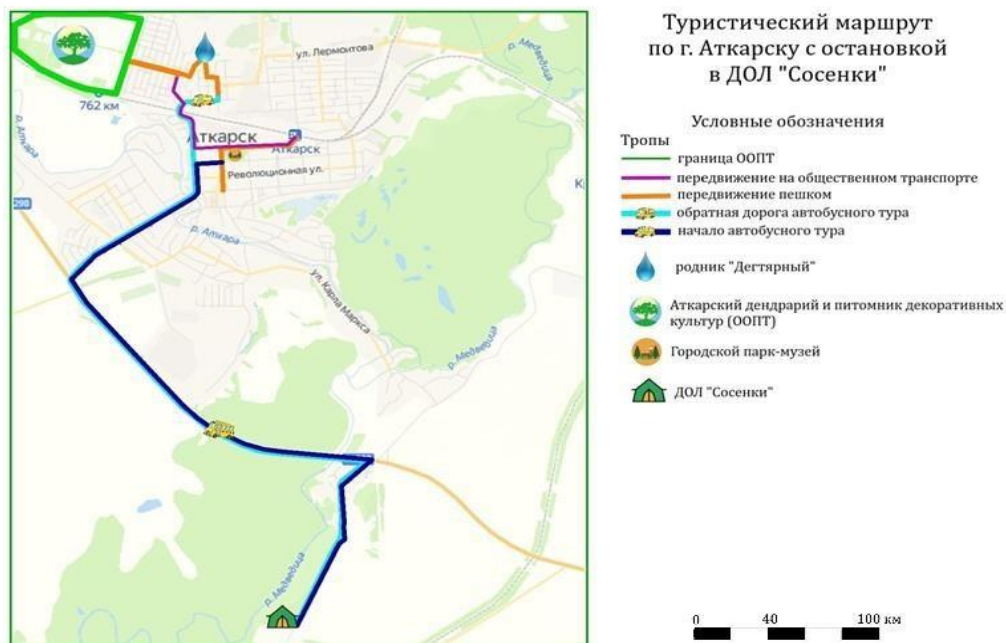 Туристический маршрут
по г. Аткарску с остановкой
в ДОЛ "Сосенки"
Условные обозначения
Тропы
граница ООПТ
передвижение на общественном транспорте
передвижение пешком
обратная дорога автобусного тура
начало автобусного тура
родник "Дегтярный"
Аткарский дендрарий и питомник декоративных
культур (ООПТ)
Городской парк-музей
ДОЛ "Сосенки"
0 40 100 км
ул. Лермонтова
р. Медведица
762 км
р. Аткара
Аткарск
Аткарск
Революционная ул.
298
р. Аткара
ул. Карла Маркса
р. Медведица
р. Медведица